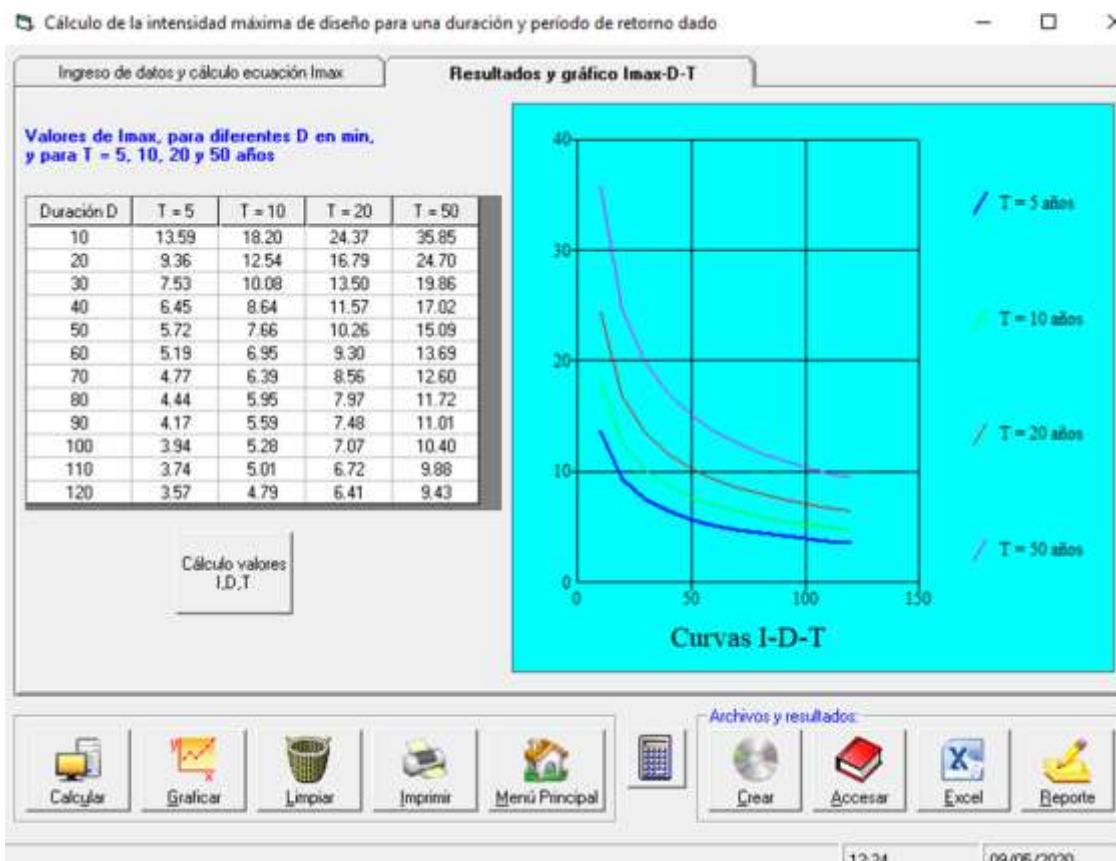 Cálculo de la intensidad máxima de diseño para una duración y período de retorno dado
Ingreso de datos y cálculo ecuación Imax
Resultados y gráfico Imax-D-T
Valores de Imax, para diferentes D en min,
y para T = 5, 10, 20 y 50 años
Duración D T = 5 T = 10 T = 20 T = 50
10 13.59 18.20 24.37 35.85
20 9.36 12.54 16.79 24.70
30 7.53 10.08 13.50 19.86
40 6.45 8.64 11.57 17.02
50 5.72 7.66 10.26 15.09
60 5.19 6.95 9.30 13.69
70 4.77 6.39 8.56 12.60
80 4.44 5.95 7.97 11.72
90 4.17 5.59 7.48 11.01
100 3.94 5.28 7.07 10.40
110 3.74 5.01 6.72 9.88
120 3.57 4.79 6.41 9.43
Cálculo valores
I,D,T
40
30
20
10
0
0 50 100 150
Curvas I-D-T
T = 5 años
T = 10 años
T = 20 años
T = 50 años
Archivos y resultados:
Calcular Graficar Limpiar Imprimir Menú Principal Crear Accesar Excel Reporte
12:24 09/05/2020